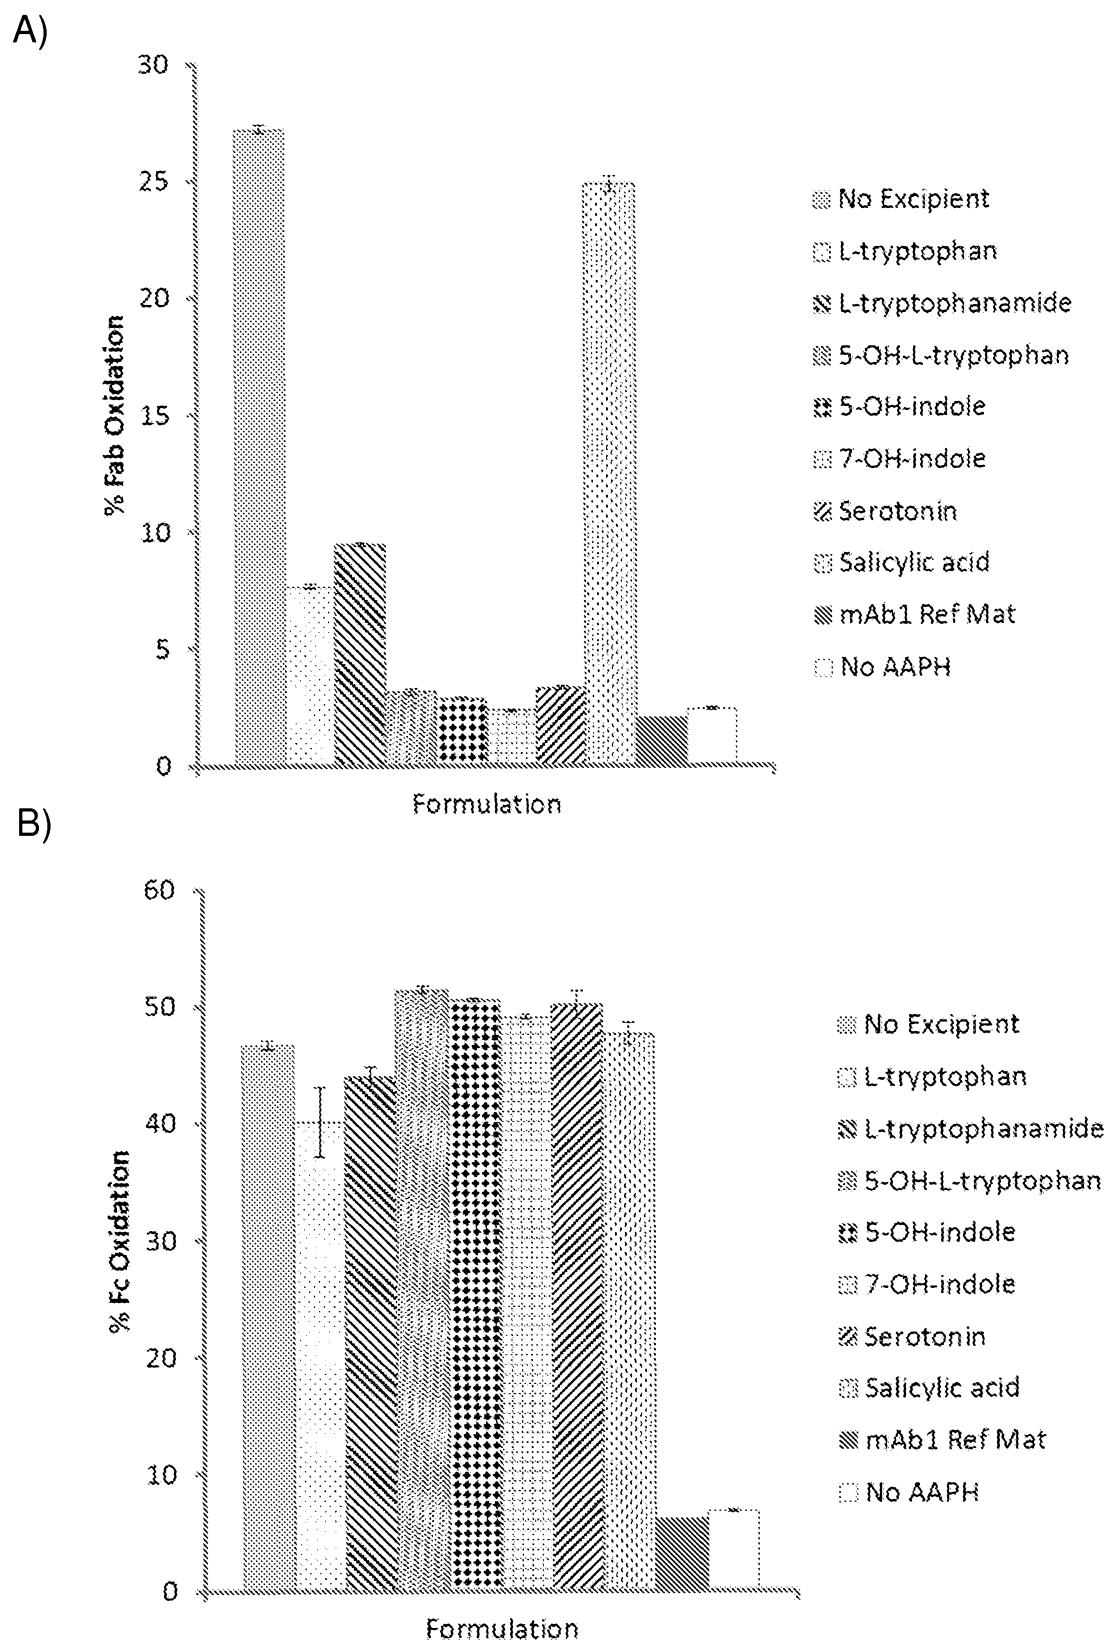 A)
30
25
20
15
10
5
0
% Fab Oxidation
Formulation
No Excipient
L-tryptophan
L-tryptophanamide
5-OH-L-tryptophan
5-OH-indole
7-OH-indole
Serotonin
Salicylic acid
mAb1 Ref Mat
No AAPH
B)
60
50
40
30
20
10
0
% Fc Oxidation
Formulation
No Excipient
L-tryptophan
L-tryptophanamide
5-OH-L-tryptophan
5-OH-indole
7-OH-indole
Serotonin
Salicylic acid
mAb1 Ref Mat
No AAPH